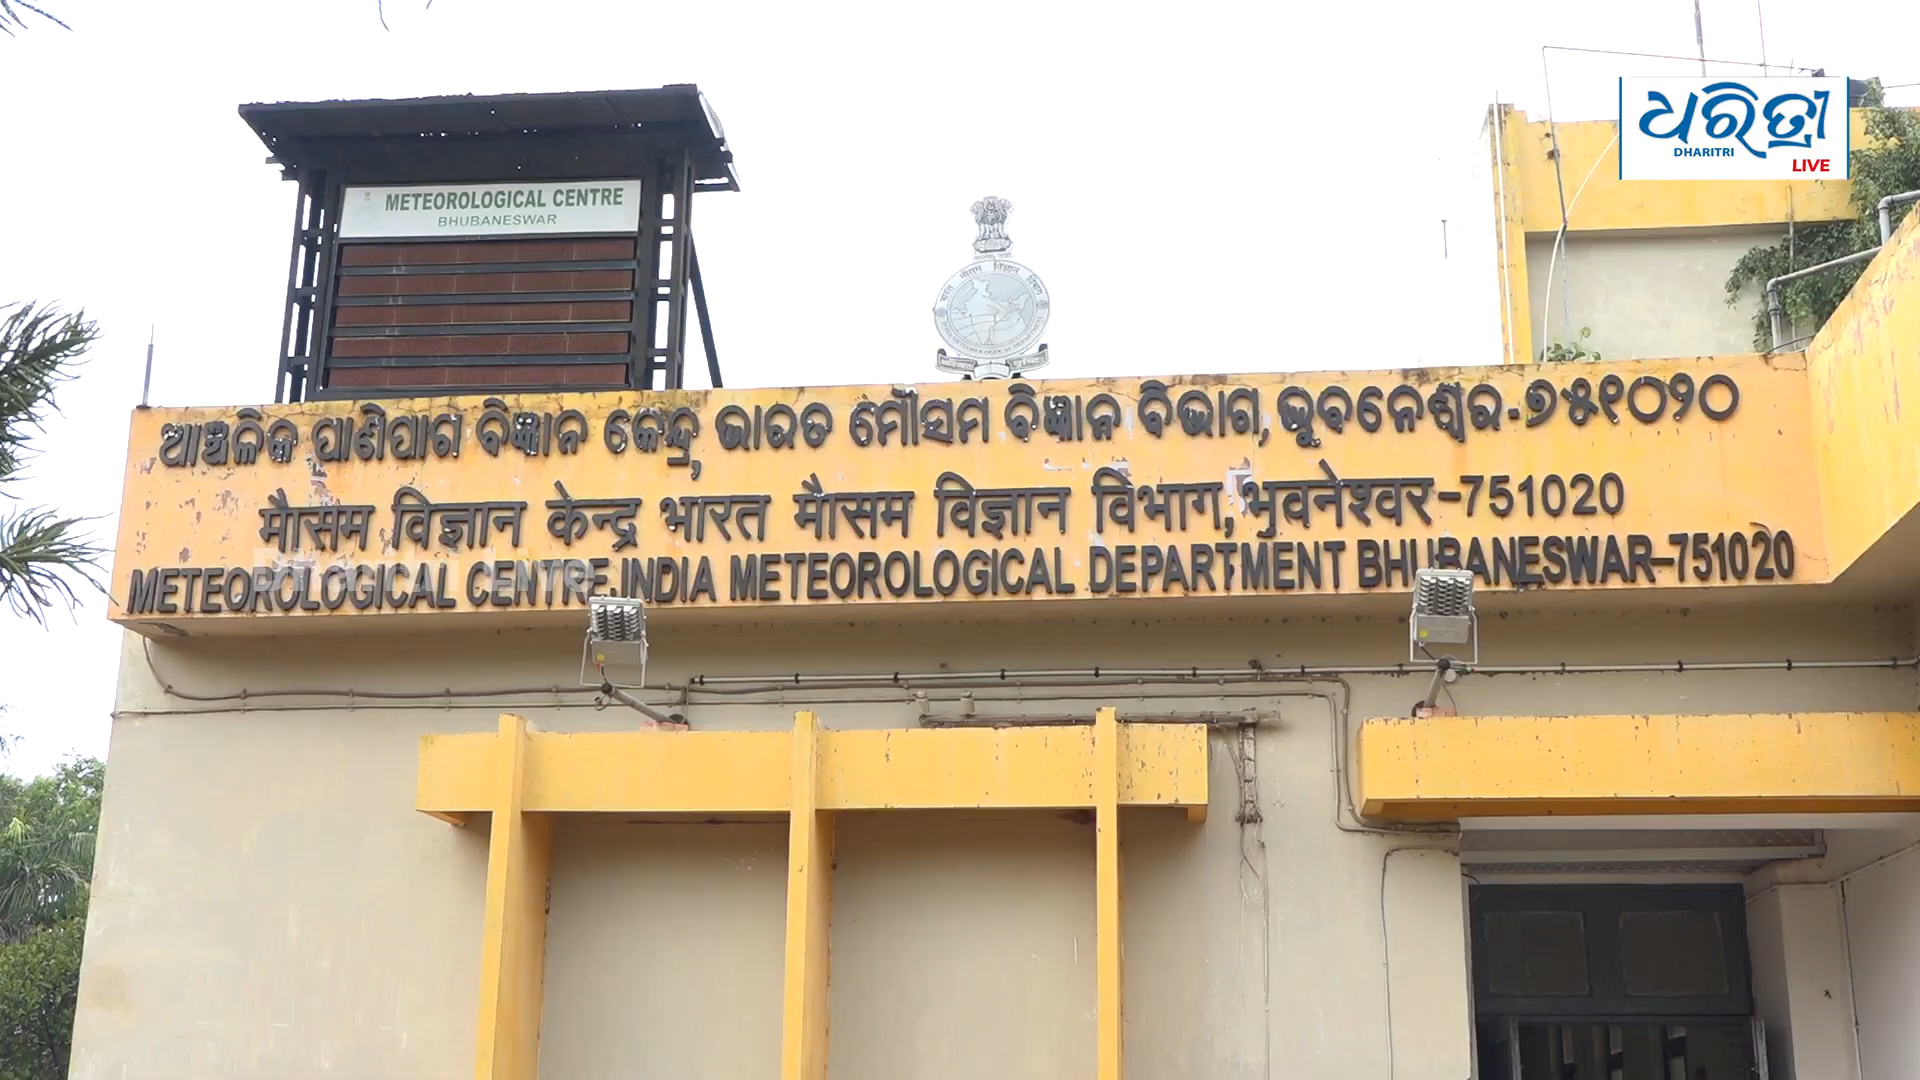 ଧରିତ୍ରୀ
DHARITRI
LIVE
METEOROLOGICAL CENTRE
BHUBANESWAR
ଆଞ୍ଚଳିକ ପାଣିପାଗ ବିଜ୍ଞାନ କେନ୍ଦ୍ର, ଭାରତ ମୌସମ ବିଜ୍ଞାନ ବିଭାଗ, ଭୁବନେଶ୍ୱର-୭୫୧୦୨୦
मौसम विज्ञान केन्द्र भारत मौसम विज्ञान विभाग, भुवनेश्वर-751020
METEOROLOGICAL CENTRE, INDIA METEOROLOGICAL DEPARTMENT BHUBANESWAR-751020